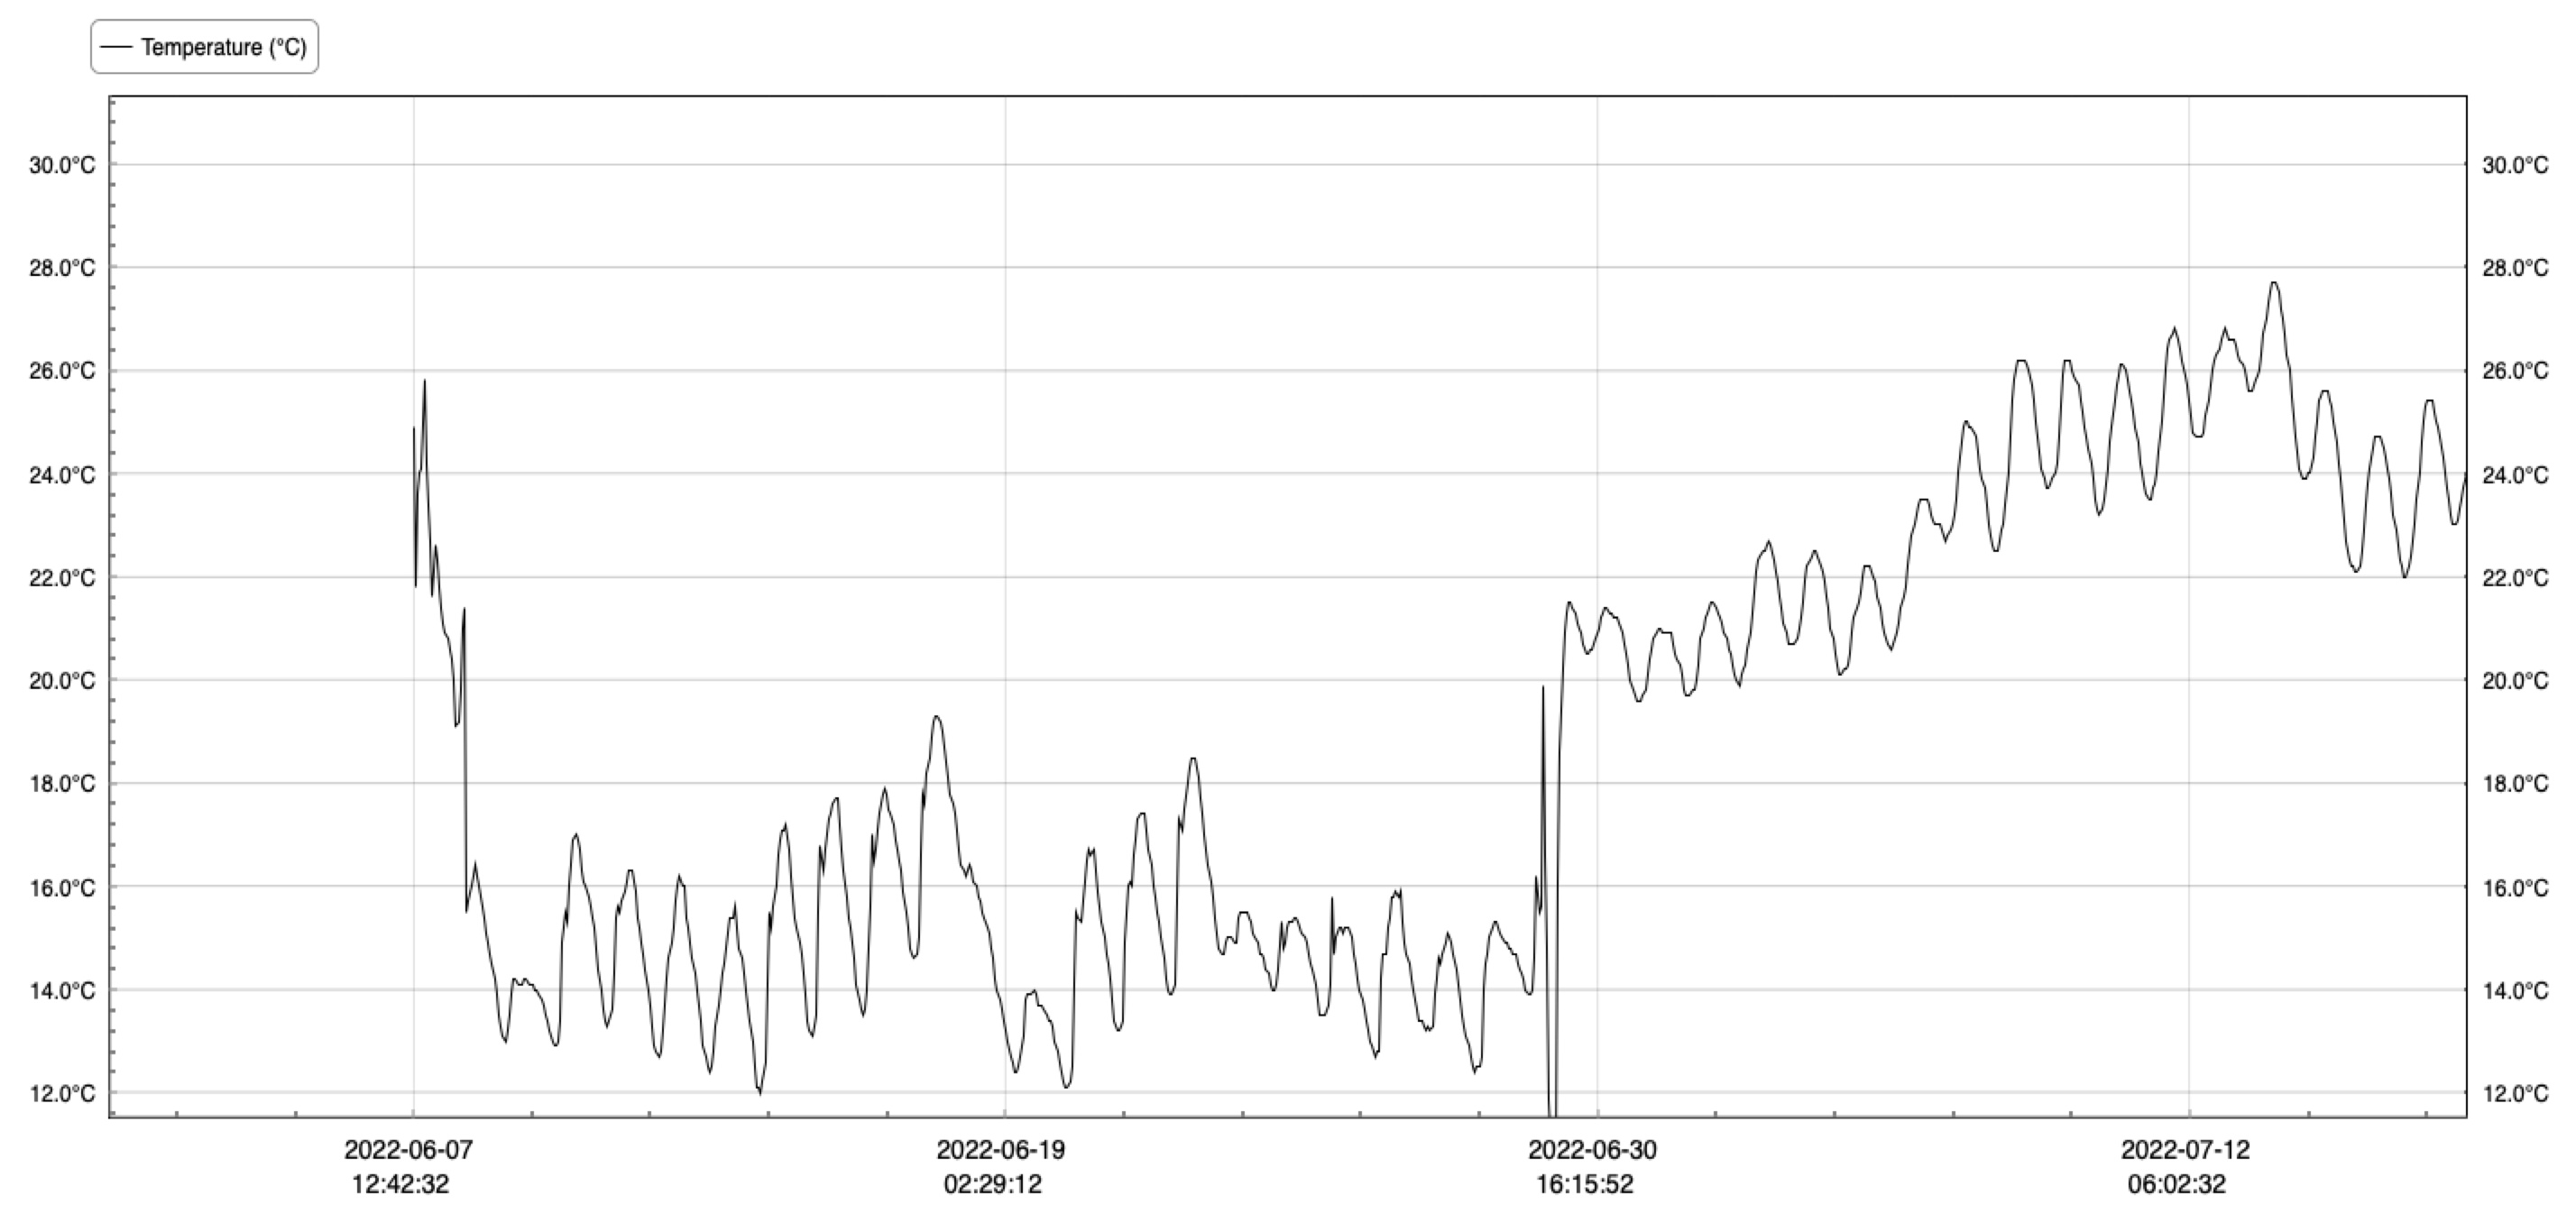 Temperature (°C)
30.0°C 30.0°C
28.0°C 28.0°C
26.0°C 26.0°C
24.0°C 24.0°C
22.0°C 22.0°C
20.0°C 20.0°C
18.0°C 18.0°C
16.0°C 16.0°C
14.0°C 14.0°C
12.0°C 12.0°C
2022-06-07 2022-06-19 2022-06-30 2022-07-12
12:42:32 02:29:12 16:15:52 06:02:32